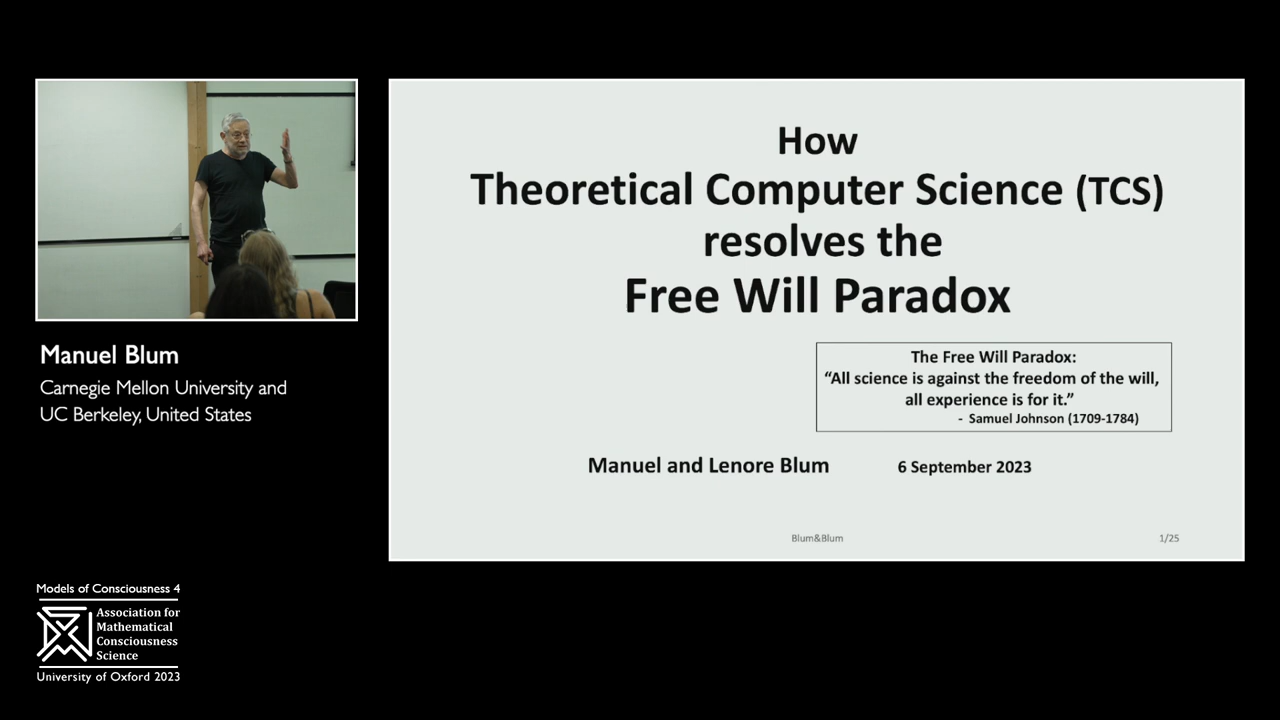 How
Theoretical Computer Science (TCS)
resolves the
Free Will Paradox
The Free Will Paradox:
“All science is against the freedom of the will,
all experience is for it.”
- Samuel Johnson (1709-1784)
Manuel and Lenore Blum 6 September 2023
Blum&Blum 1/25
Manuel Blum
Carnegie Mellon University and
UC Berkeley, United States
Models of Consciousness 4
Association for
Mathematical
Consciousness
Science
University of Oxford 2023